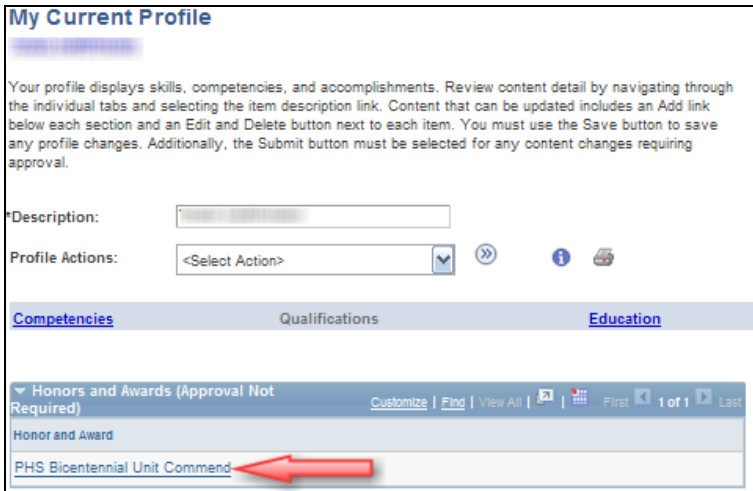 My Current Profile
Your profile displays skills, competencies, and accomplishments. Review content detail by navigating through
the individual tabs and selecting the item description link. Content that can be updated includes an Add link
below each section and an Edit and Delete button next to each item. You must use the Save button to save
any profile changes. Additionally, the Submit button must be selected for any content changes requiring
approval.
*Description:
Profile Actions: <Select Action>
Competencies Qualifications Education
Honors and Awards (Approval Not
Required) Customize | Find | View All | | First 1 of 1 Last
Honor and Award
PHS Bicentennial Unit Commend